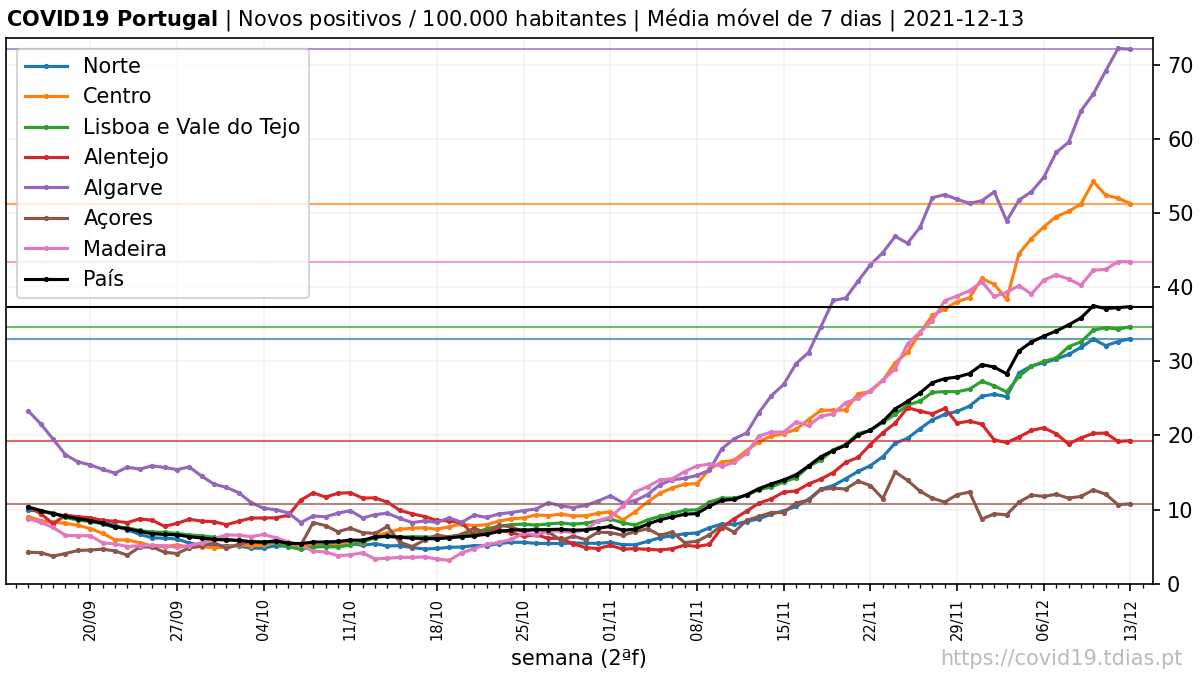 COVID19 Portugal | Novos positivos / 100.000 habitantes | Média móvel de 7 dias | 2021-12-13
Norte
Centro
Lisboa e Vale do Tejo
Alentejo
Algarve
Açores
Madeira
País
70
60
50
40
30
20
10
0
20/09 27/09 04/10 11/10 18/10 25/10 01/11 08/11 15/11 22/11 29/11 06/12 13/12
semana (2ªf)
https://covid19.tdias.pt